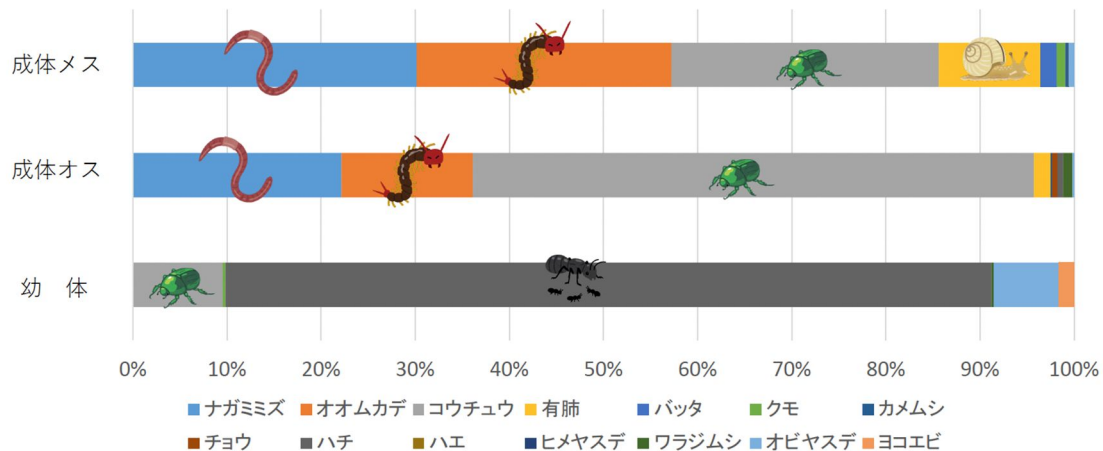 成体メス
成体オス
幼　体
0% 10% 20% 30% 40% 50% 60% 70% 80% 90% 100%
ナガミミズ オオムカデ コウチュウ 有肺 バッタ クモ カメムシ
チョウ ハチ ハエ ヒメヤスデ ワラジムシ オビヤスデ ヨコエビ